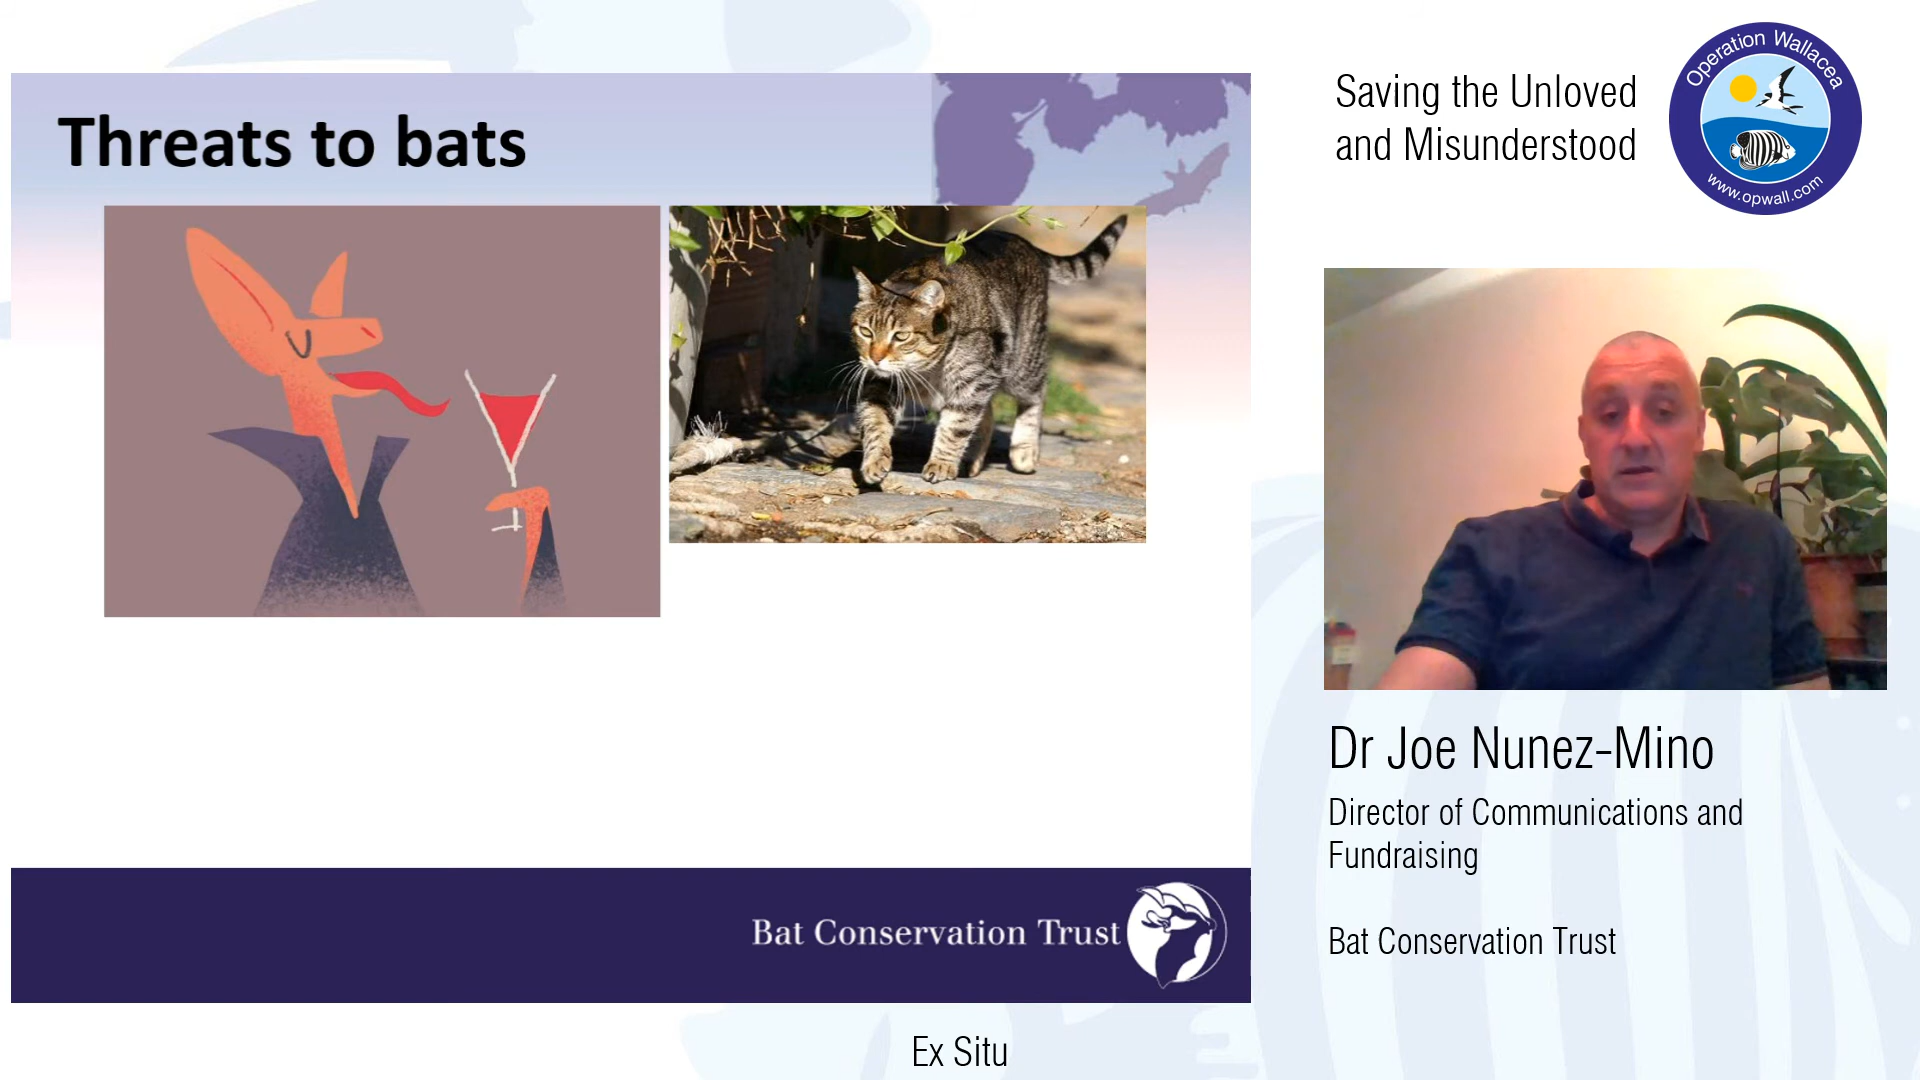 Threats to bats
Bat Conservation Trust
Saving the Unloved
and Misunderstood
Operation Wallacea
www.opwall.com
Dr Joe Nunez-Mino
Director of Communications and
Fundraising
Bat Conservation Trust
Ex Situ